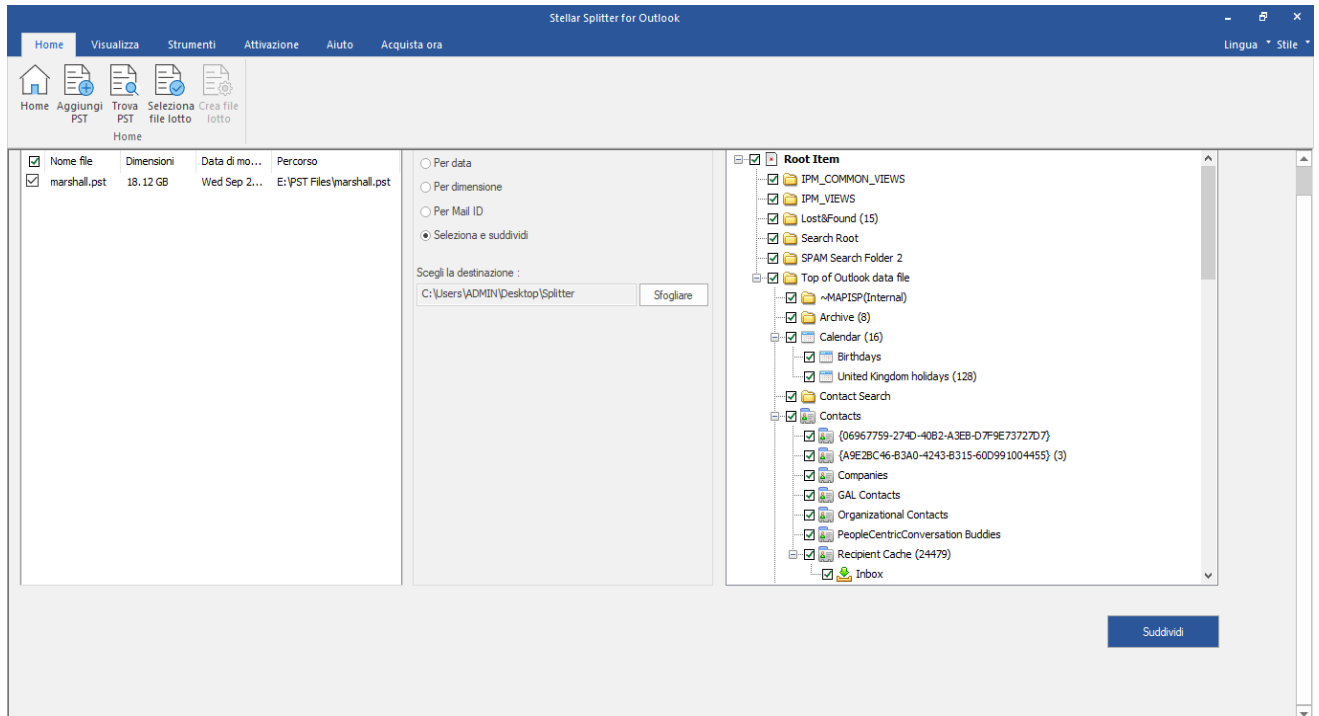 Stellar Splitter for Outlook
Home Visualizza Strumenti Attivazione Aiuto Acquista ora Lingua Stile
Home Aggiungi PST Trova PST Seleziona file lotto Crea file lotto
Home
Nome file Dimensioni Data di mo... Percorso
marshall.pst 18.12 GB Wed Sep 2... E:\PST Files\marshall.pst
Per data
Per dimensione
Per Mail ID
Seleziona e suddividi
Scegli la destinazione :
C:\Users\ADMIN\Desktop\Splitter Sfogliare
Root Item
IPM_COMMON_VIEWS
IPM_VIEWS
Lost&Found (15)
Search Root
SPAM Search Folder 2
Top of Outlook data file
~MAPISP(Internal)
Archive (8)
Calendar (16)
Birthdays
United Kingdom holidays (128)
Contact Search
Contacts
{06967759-274D-40B2-A3EB-D7F9E73727D7}
{A9E2BC46-B3A0-4243-B315-60D991004455} (3)
Companies
GAL Contacts
Organizational Contacts
PeopleCentricConversation Buddies
Recipient Cache (24479)
Inbox
Suddividi